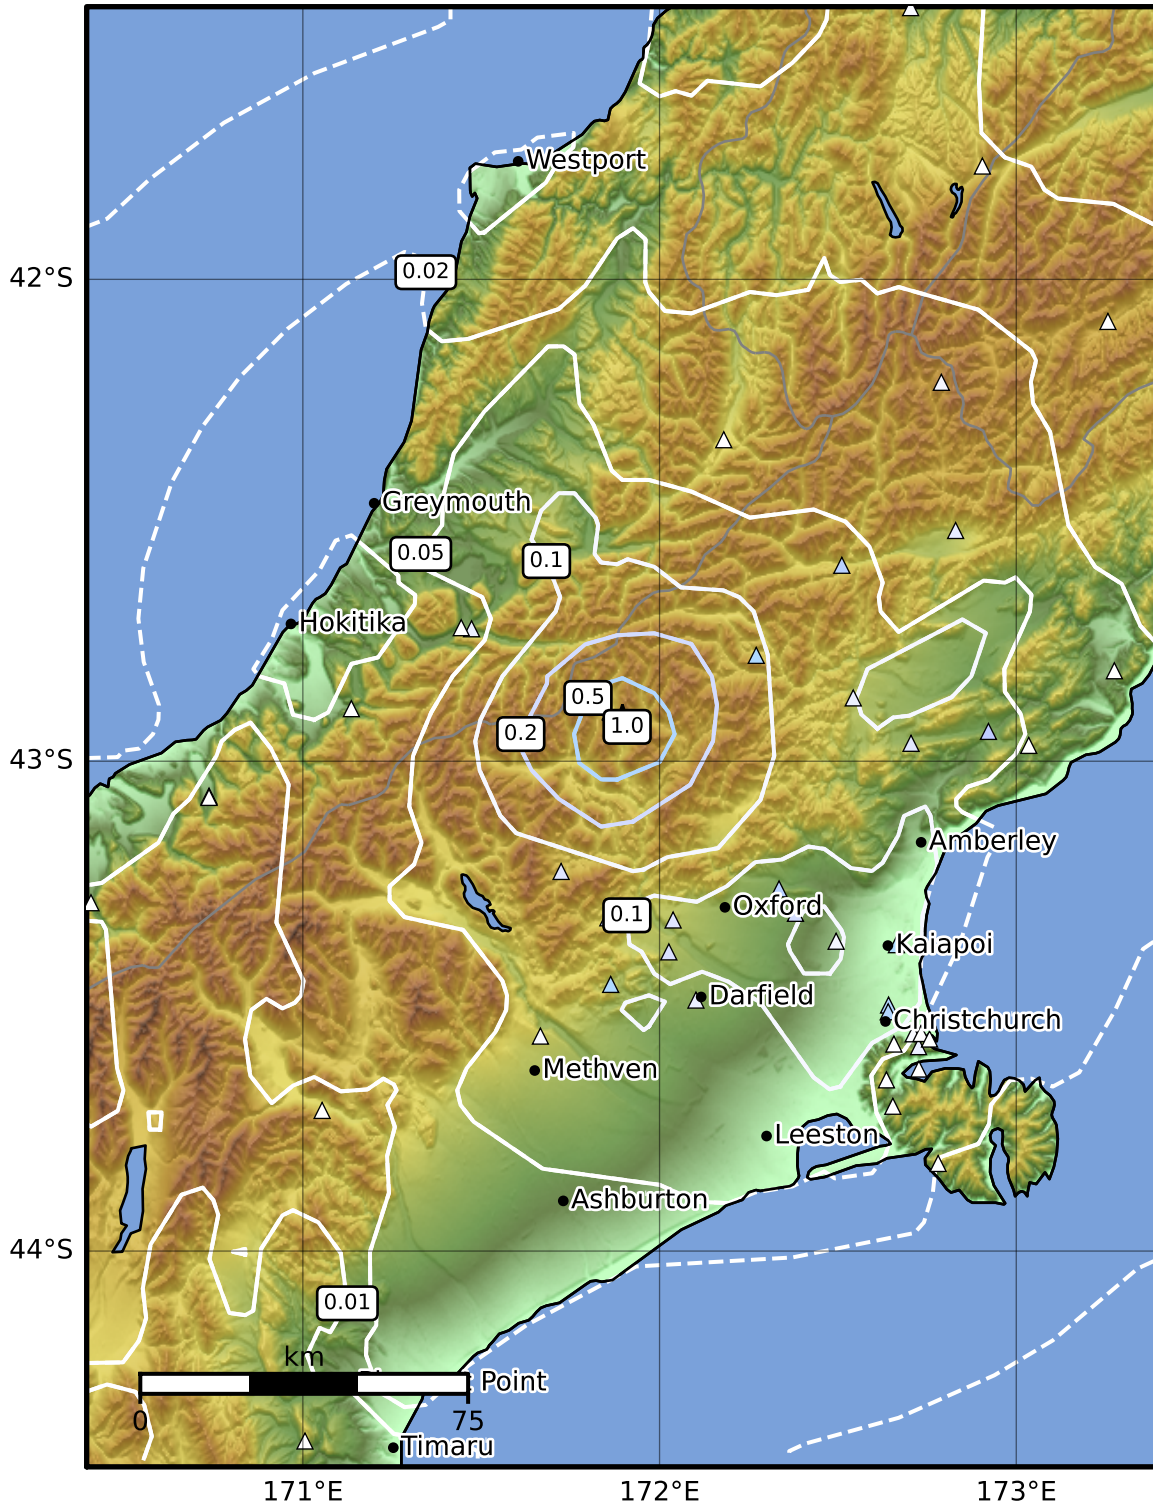 Westport
42°S
0.02
Greymouth
0.05
0.1
Hokitika
0.5
0.2
1.0
43°S
Amberley
0.1
Oxford
Kaiapoi
Darfield
Christchurch
Methven
Leeston
Ashburton
44°S
0.01
km
Point
0
75
Timaru
171°E
172°E
173°E